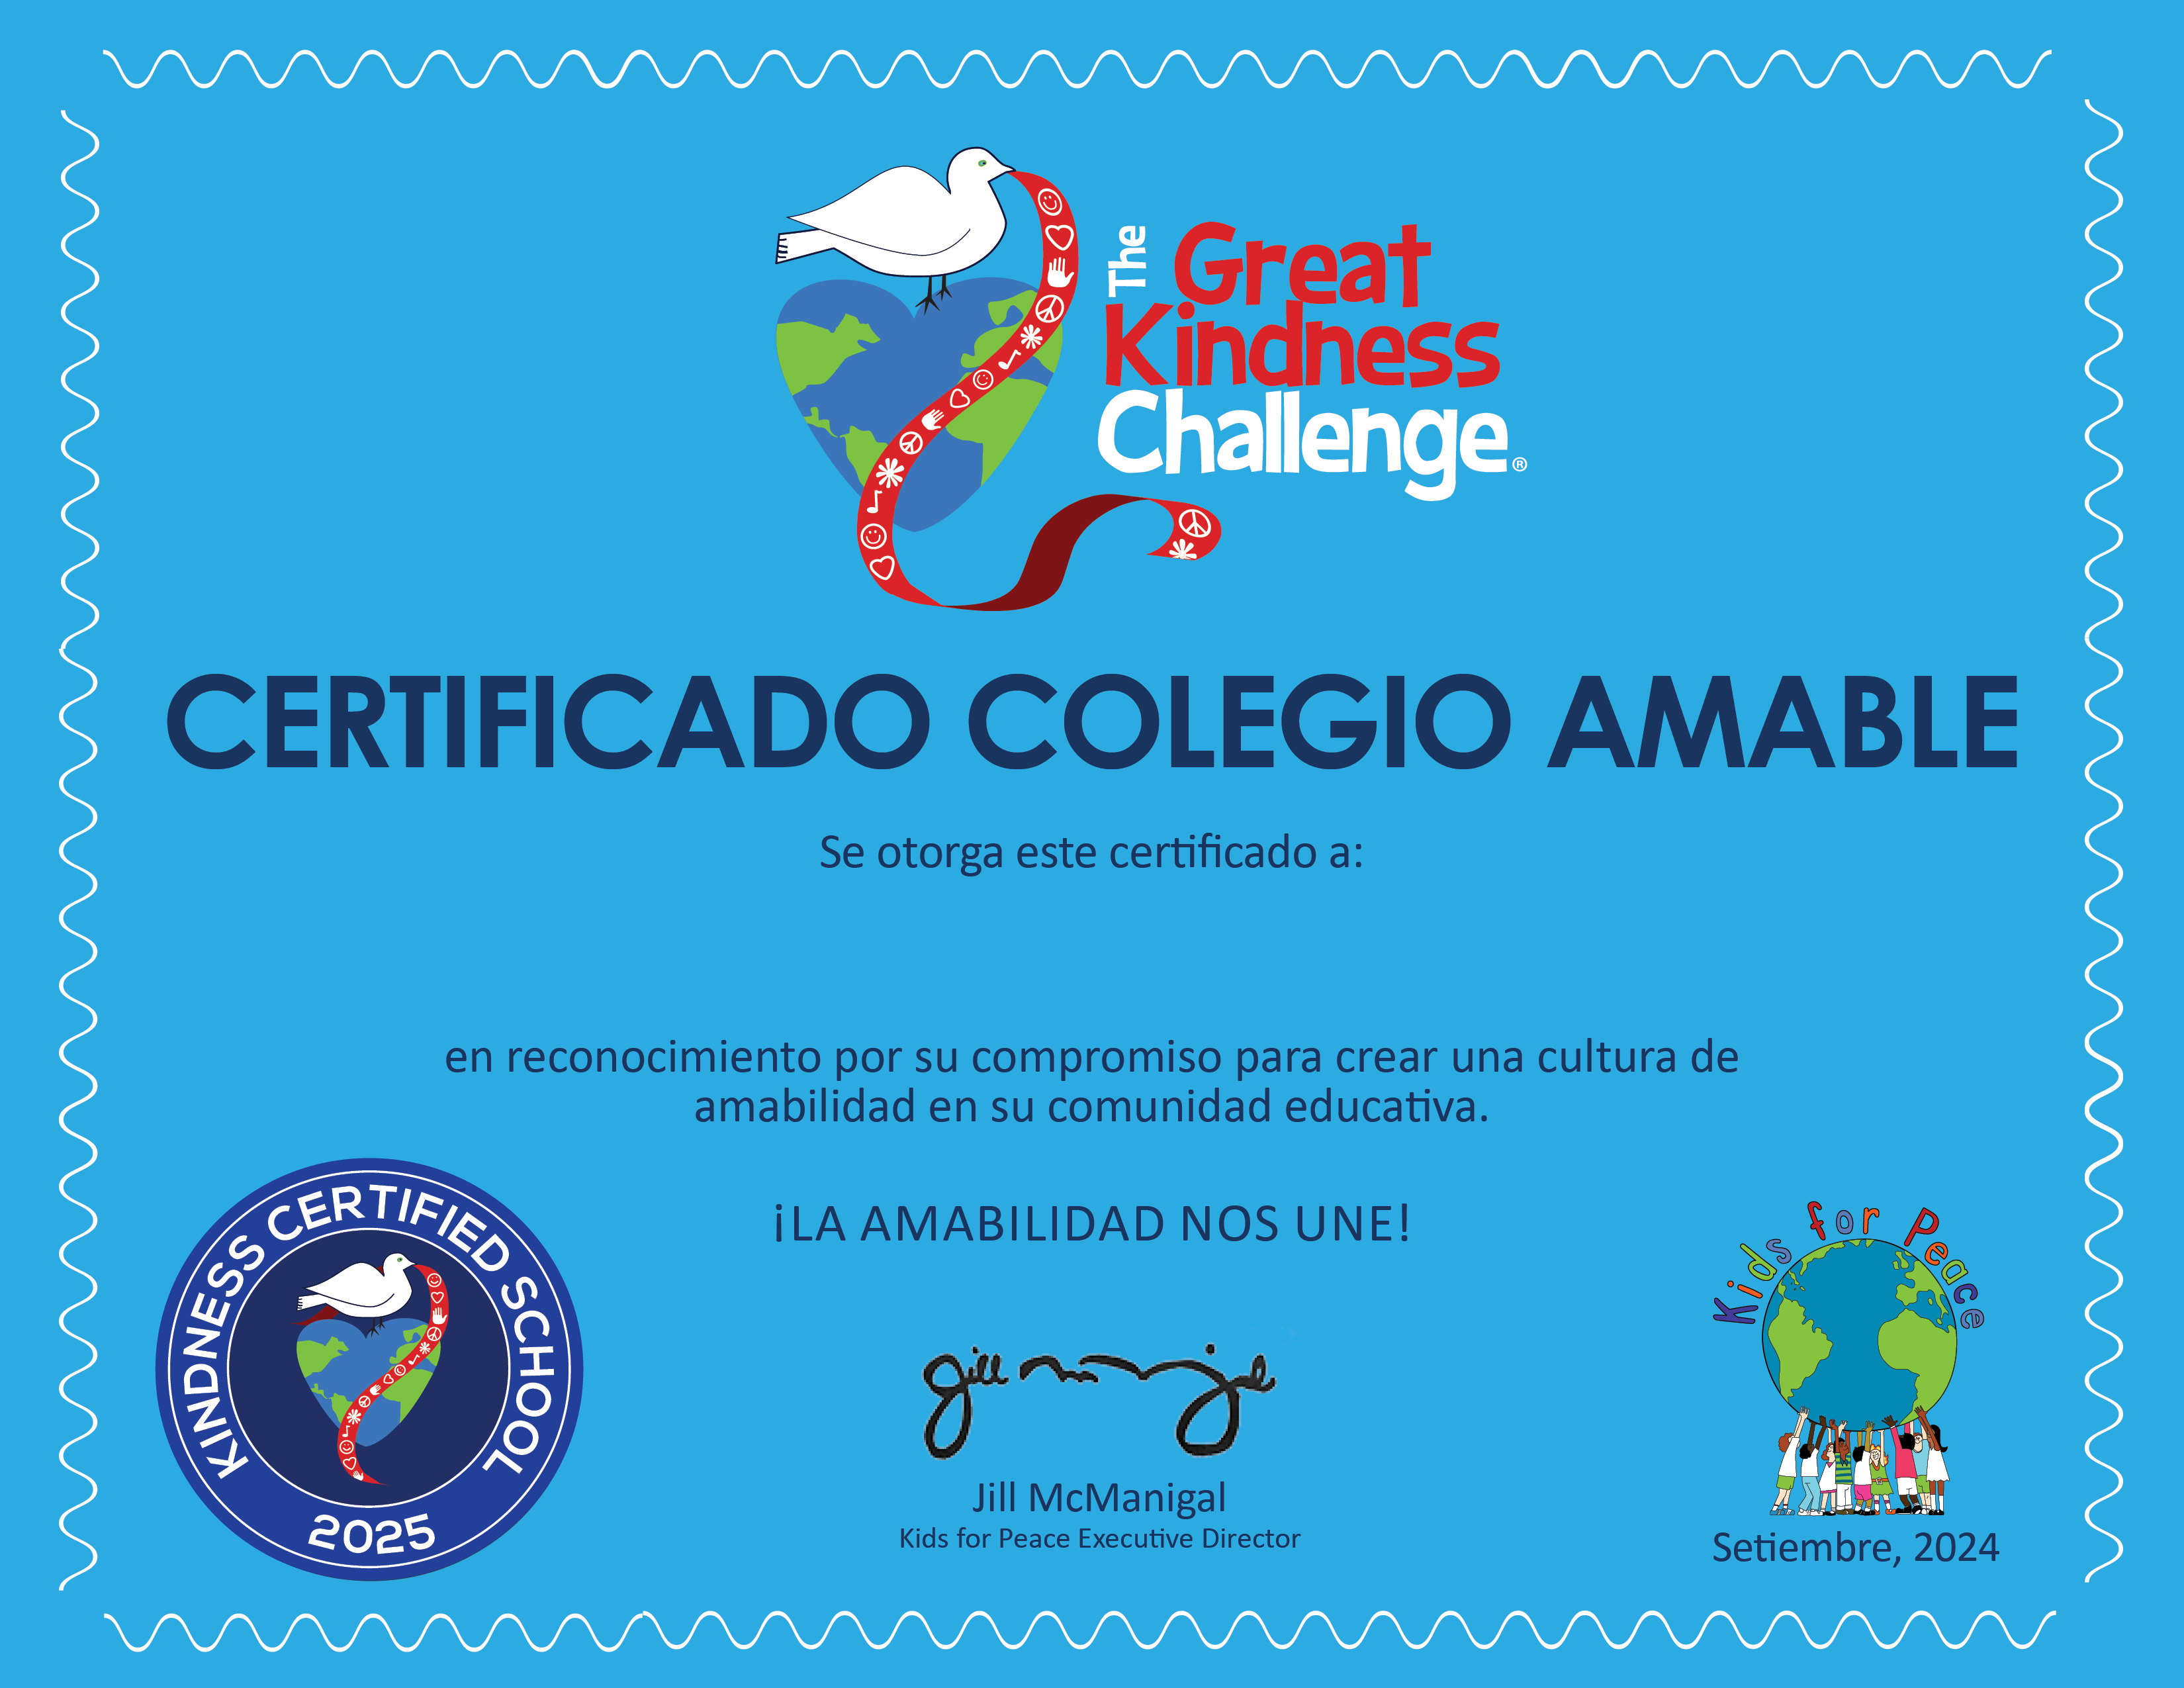 The Great
Kindness
Challenge®
CERTIFICADO COLEGIO AMABLE
Se otorga este certificado a:
en reconocimiento por su compromiso para crear una cultura de
amabilidad en su comunidad educativa.
¡LA AMABILIDAD NOS UNE!
KINDNESS CERTIFIED SCHOOL
2025
Jill McManigal
Kids for Peace Executive Director
Kids for Peace
Setiembre, 2024